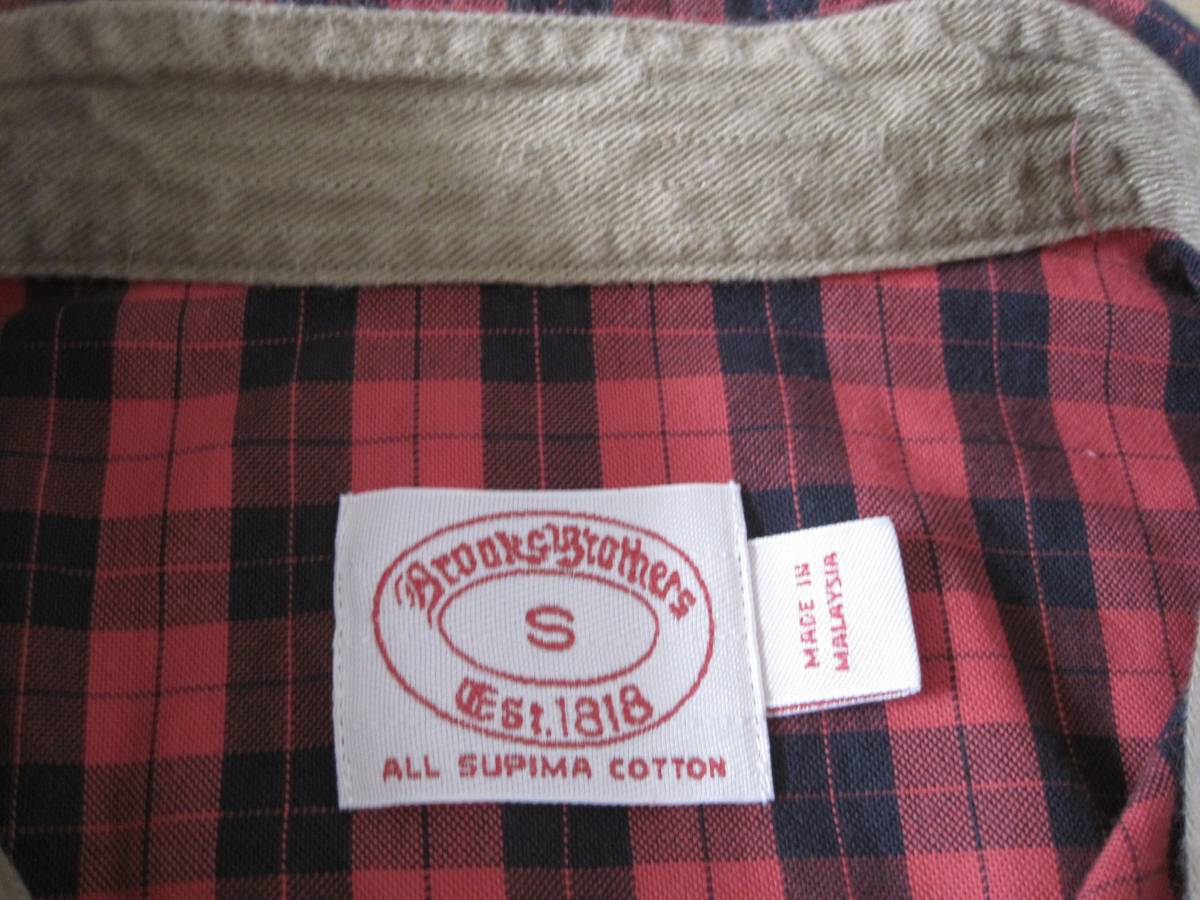 Brooks Brothers
S
Est. 1818
ALL SUPIMA COTTON
MADE IN
MALAYSIA